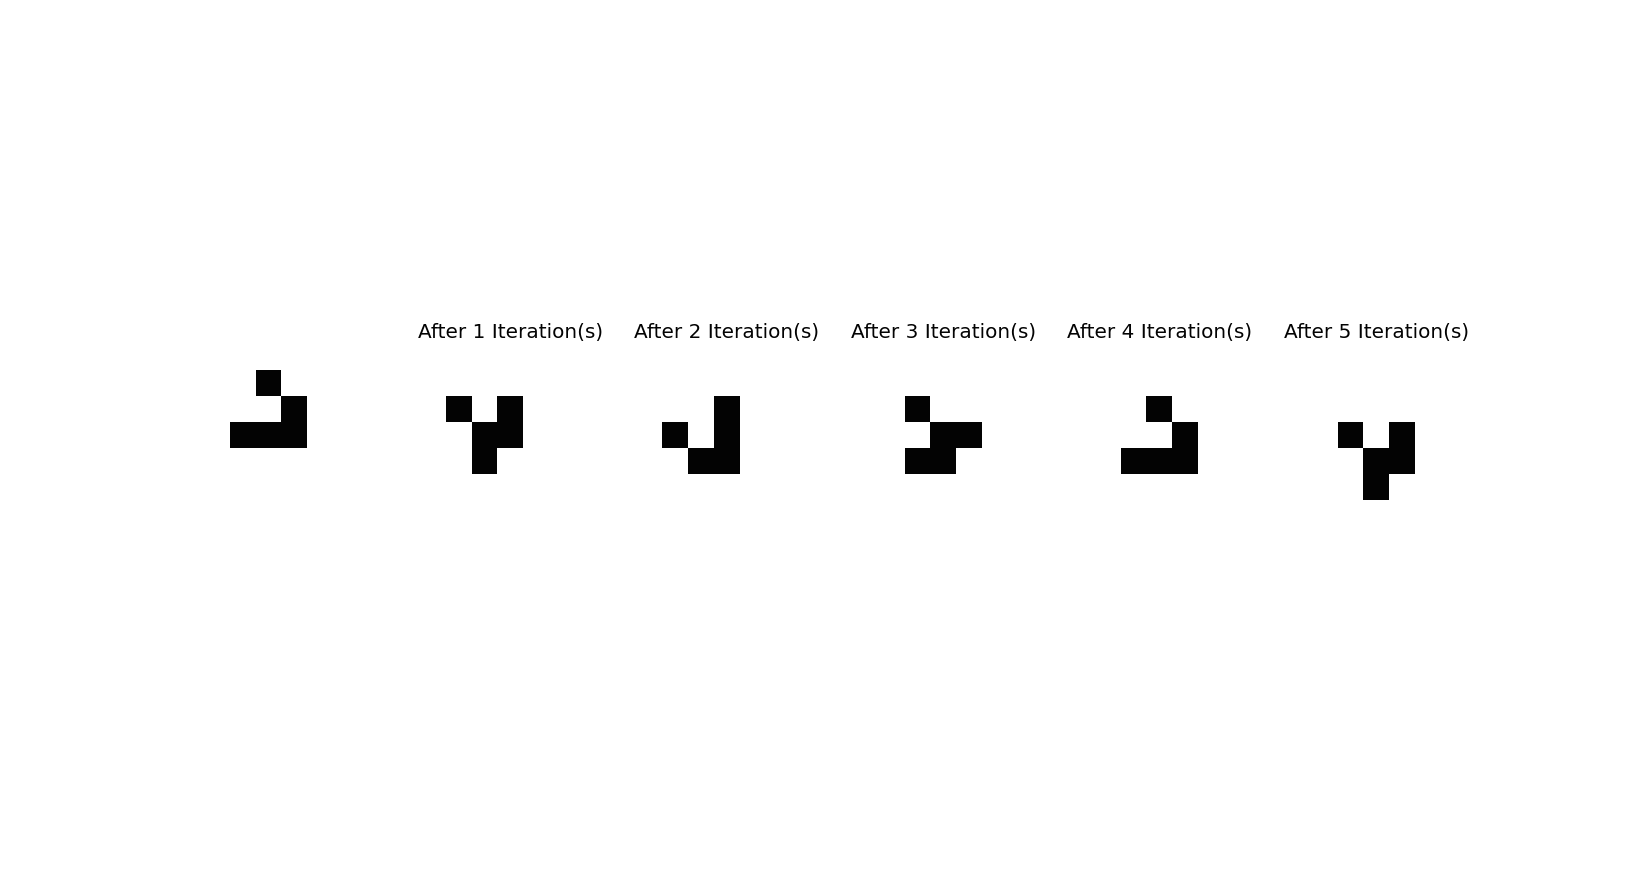 After 1 Iteration(s)
After 2 Iteration(s)
After 3 Iteration(s)
After 4 Iteration(s)
After 5 Iteration(s)